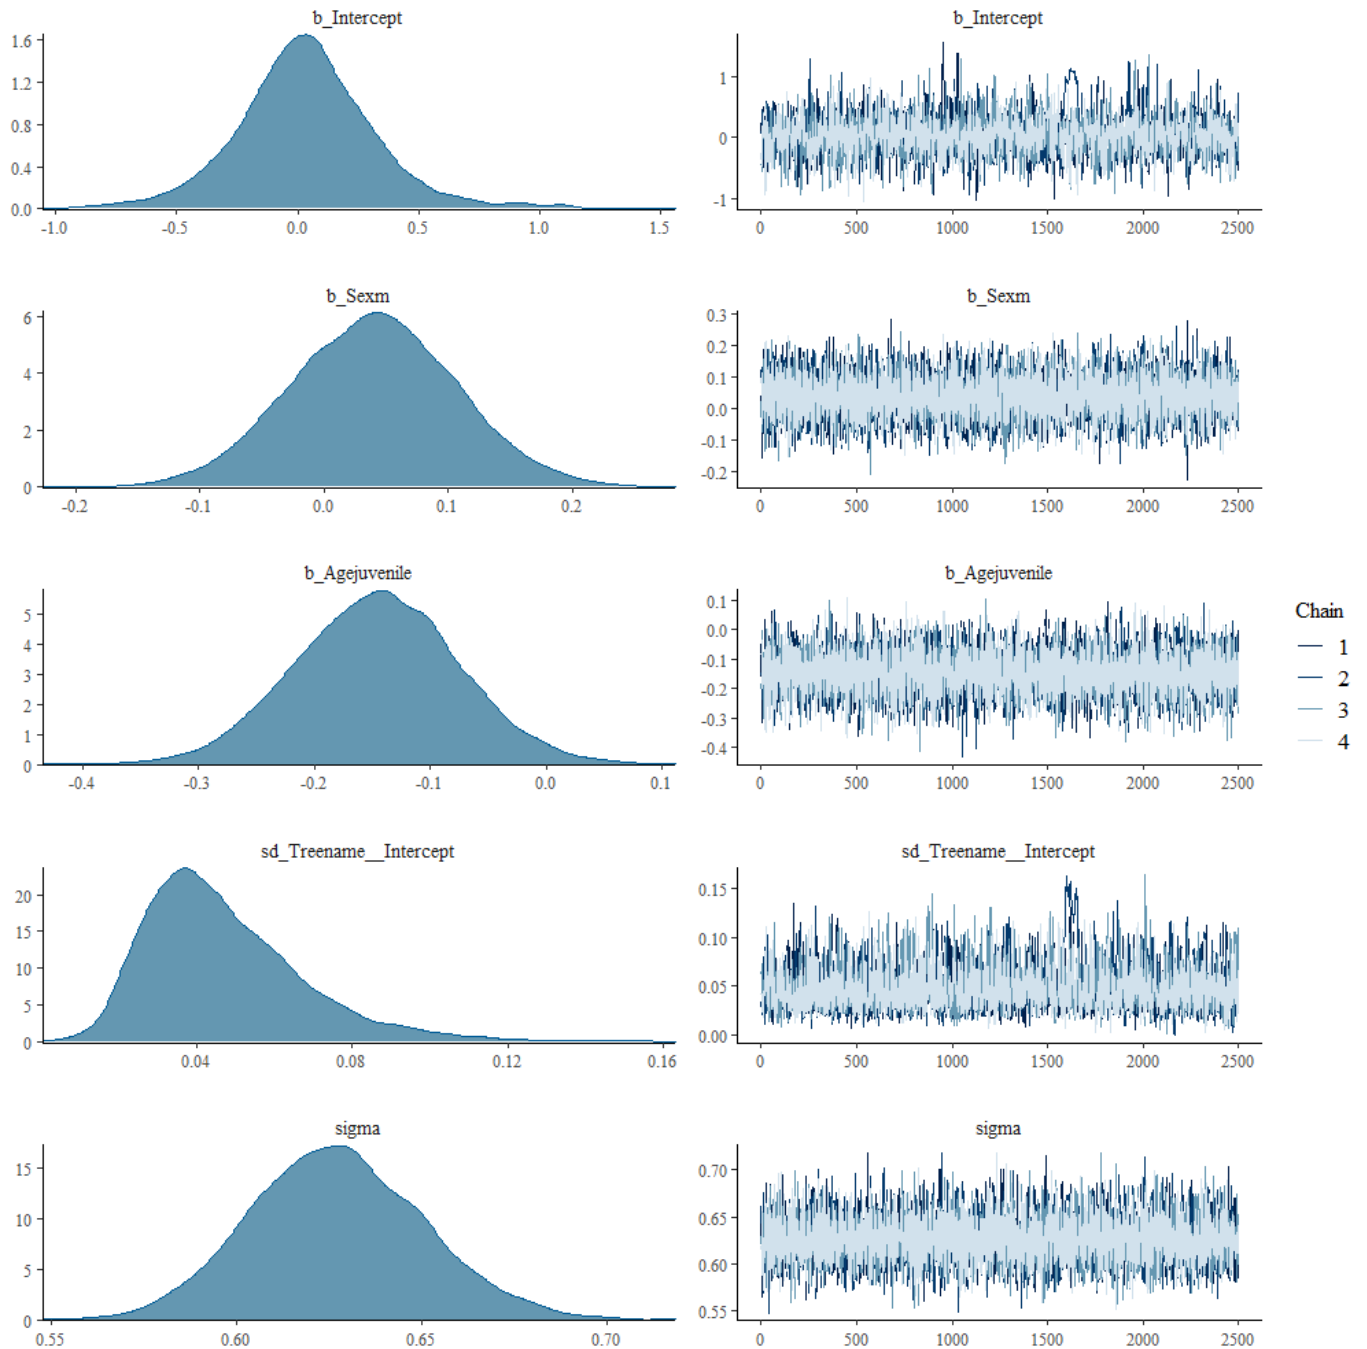 b_Intercept
1.6
1.2
0.8
0.4
0.0
-1.0 -0.5 0.0 0.5 1.0 1.5
b_Intercept
1
0
-1
0 500 1000 1500 2000 2500
b_Sexm
6
4
2
0
-0.2 -0.1 0.0 0.1 0.2
b_Sexm
0.3
0.2
0.1
0.0
-0.1
-0.2
0 500 1000 1500 2000 2500
b_Agejuvenile
5
4
3
2
1
0
-0.4 -0.3 -0.2 -0.1 0.0 0.1
b_Agejuvenile
0.1
0.0
-0.1
-0.2
-0.3
-0.4
0 500 1000 1500 2000 2500
Chain
1
2
3
4
sd_Treename__Intercept
20
15
10
5
0
0.04 0.08 0.12 0.16
sd_Treename__Intercept
0.15
0.10
0.05
0.00
0 500 1000 1500 2000 2500
sigma
15
10
5
0
0.55 0.60 0.65 0.70
sigma
0.70
0.65
0.60
0.55
0 500 1000 1500 2000 2500